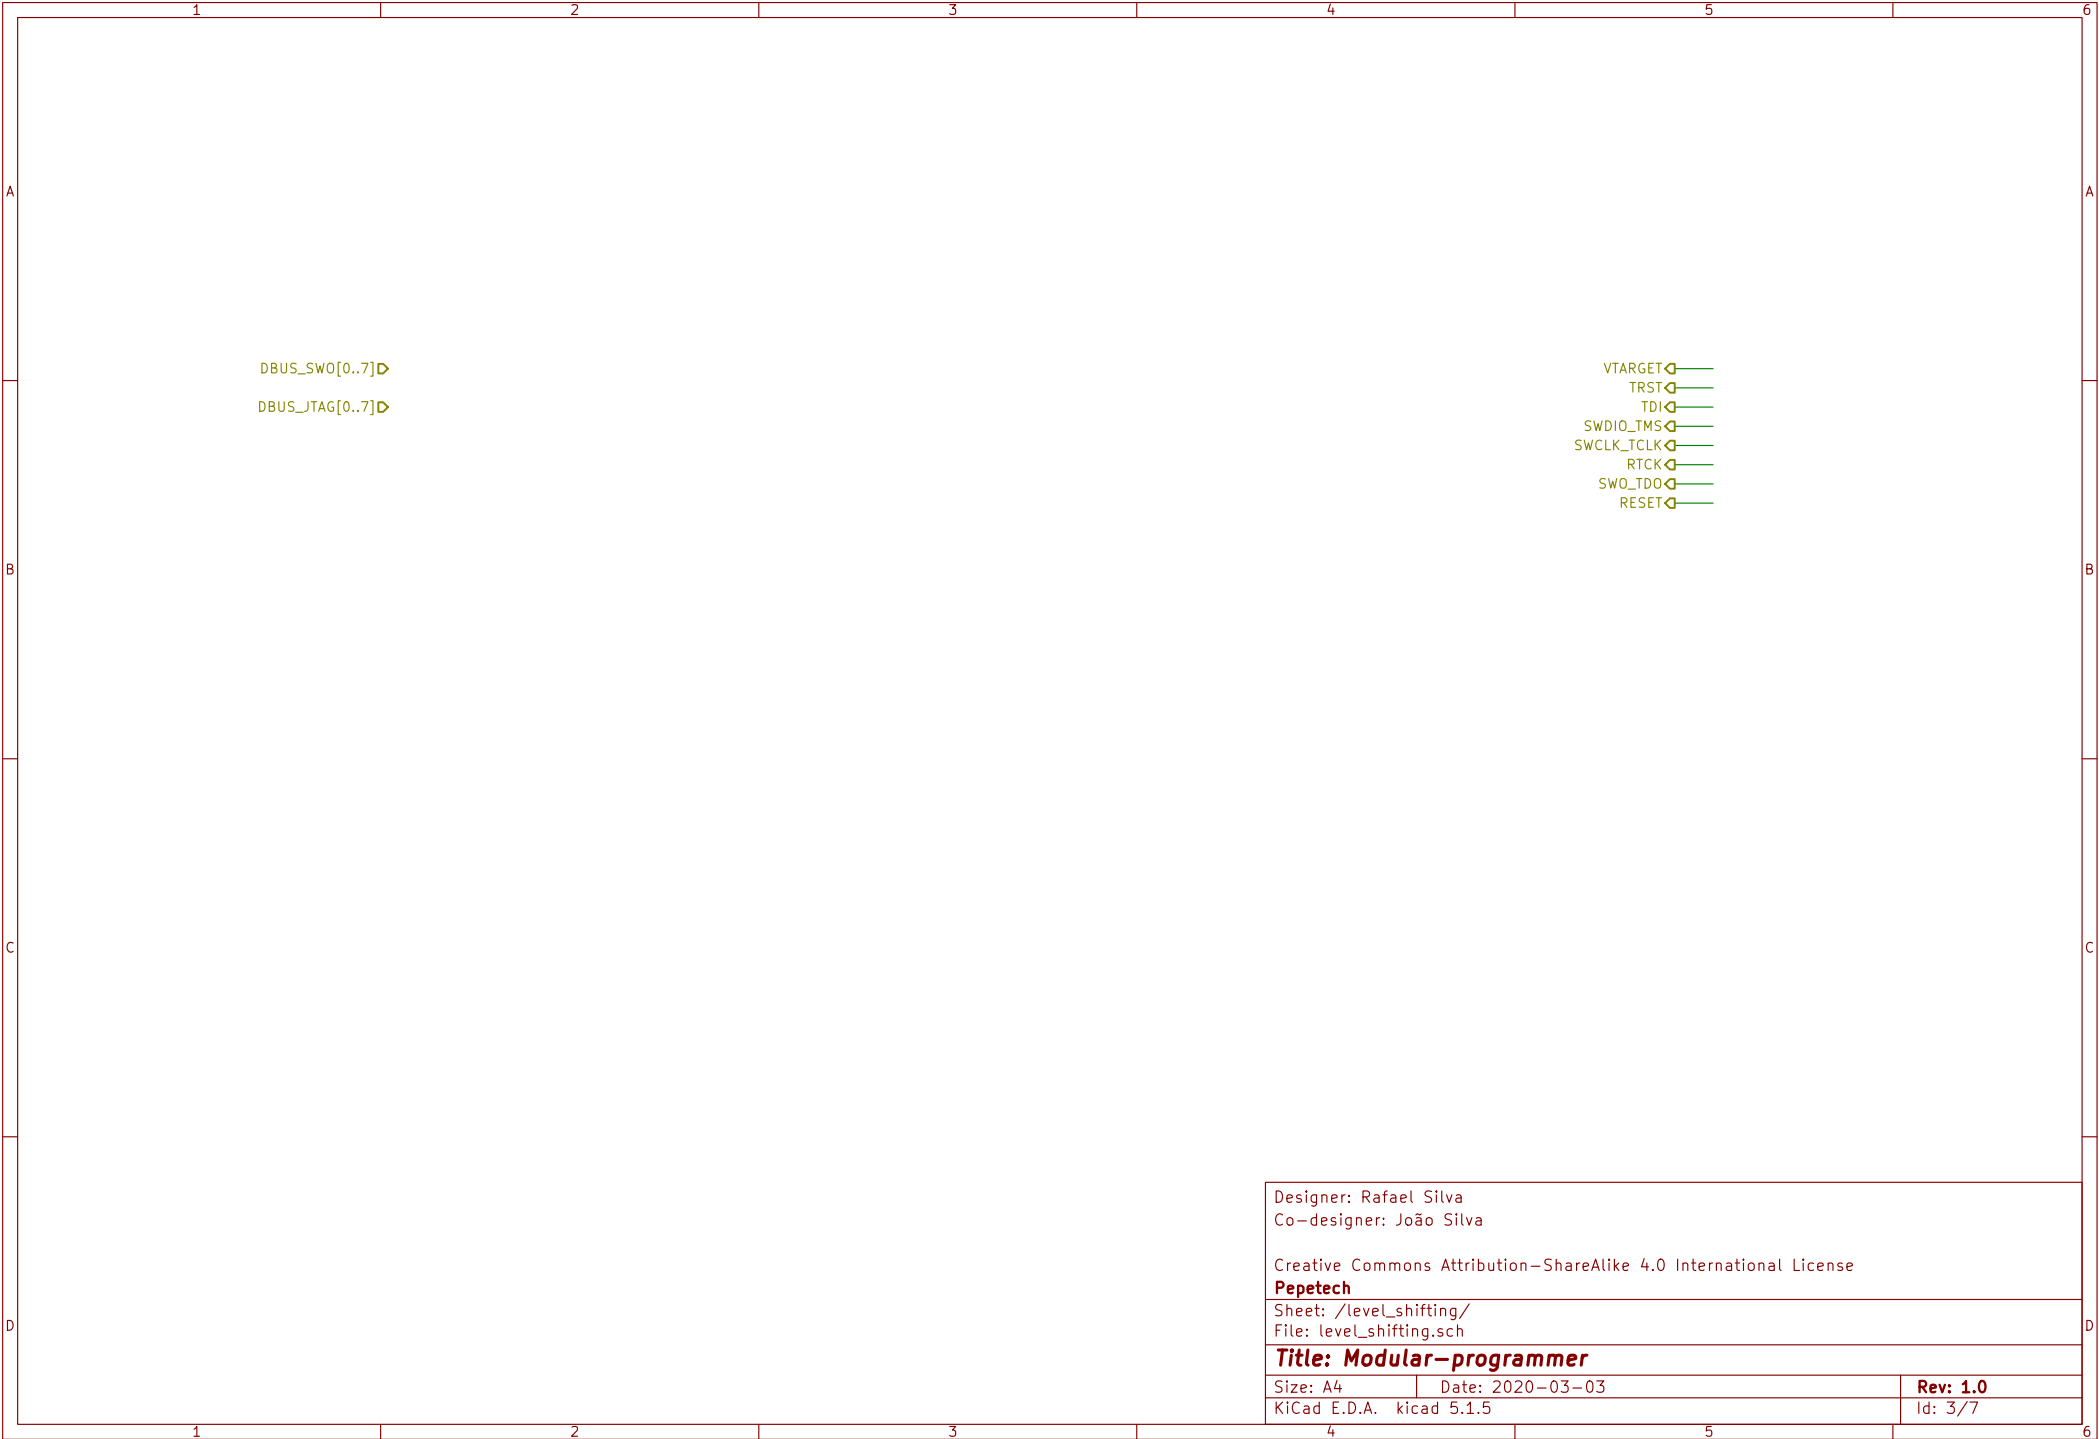 1 2 3 4 5 6
A A
DBUS_SWO[0..7] VTARGET
TRST
DBUS_JTAG[0..7] TDI
SWDIO_TMS
SWCLK_TCLK
RTCK
SWO_TDO
RESET
B B
C C
Designer: Rafael Silva
Co-designer: João Silva
Creative Commons Attribution-ShareAlike 4.0 International License
Pepetech
Sheet: /level_shifting/
D D
File: level_shifting.sch
Title: Modular-programmer
Size: A4 Date: 2020-03-03 Rev: 1.0
KiCad E.D.A. kicad 5.1.5 Id: 3/7
1 2 3 4 5 6